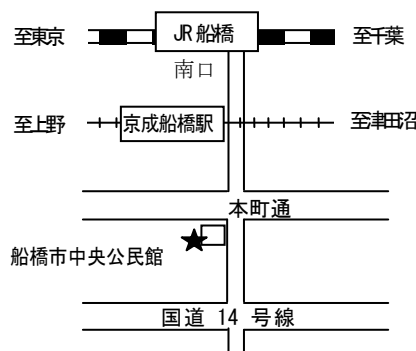 至東京
JR 船橋
至千葉
南口
至上野
京成船橋駅
至津田沼
本町通
船橋市中央公民館
国道 14 号線